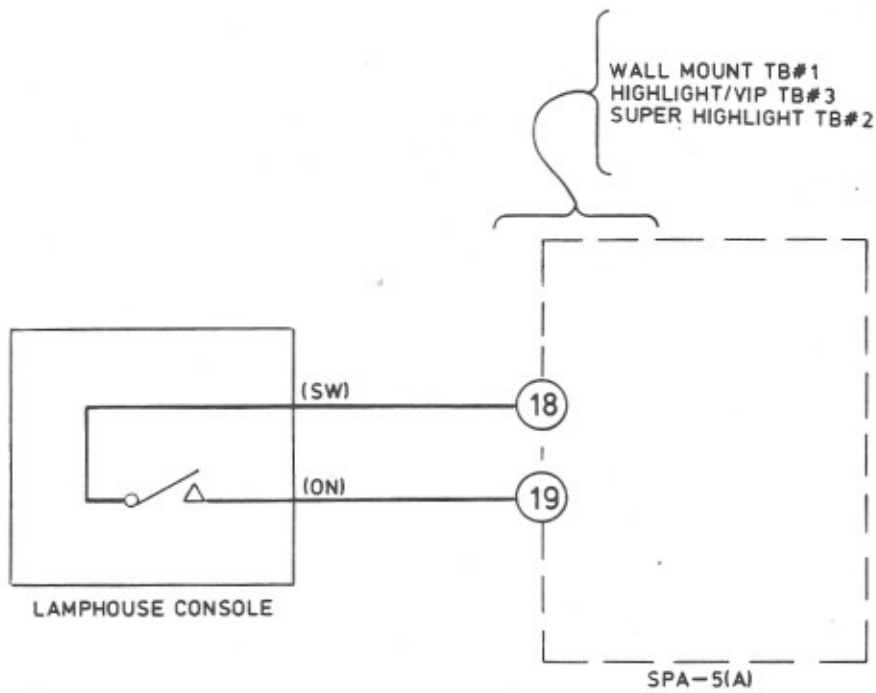 WALL MOUNT TB#1
HIGHLIGHT/VIP TB#3
SUPER HIGHLIGHT TB#2
(SW)
18
(ON)
19
LAMPHOUSE CONSOLE
SPA-5(A)